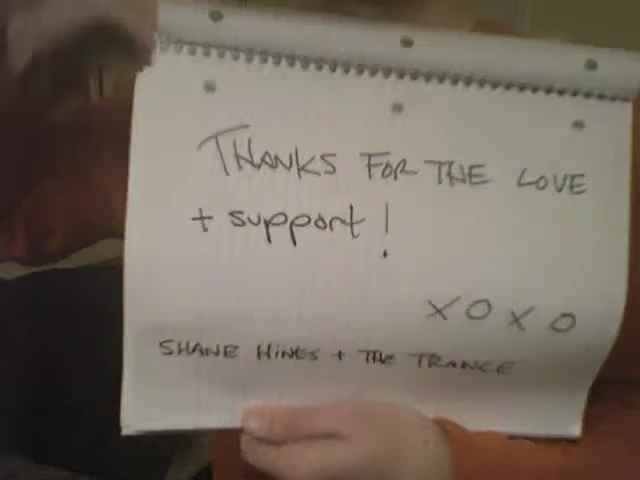 THANKS FOR THE LOVE
+ support!
XOXO
SHANE HINES + THE TRANCE